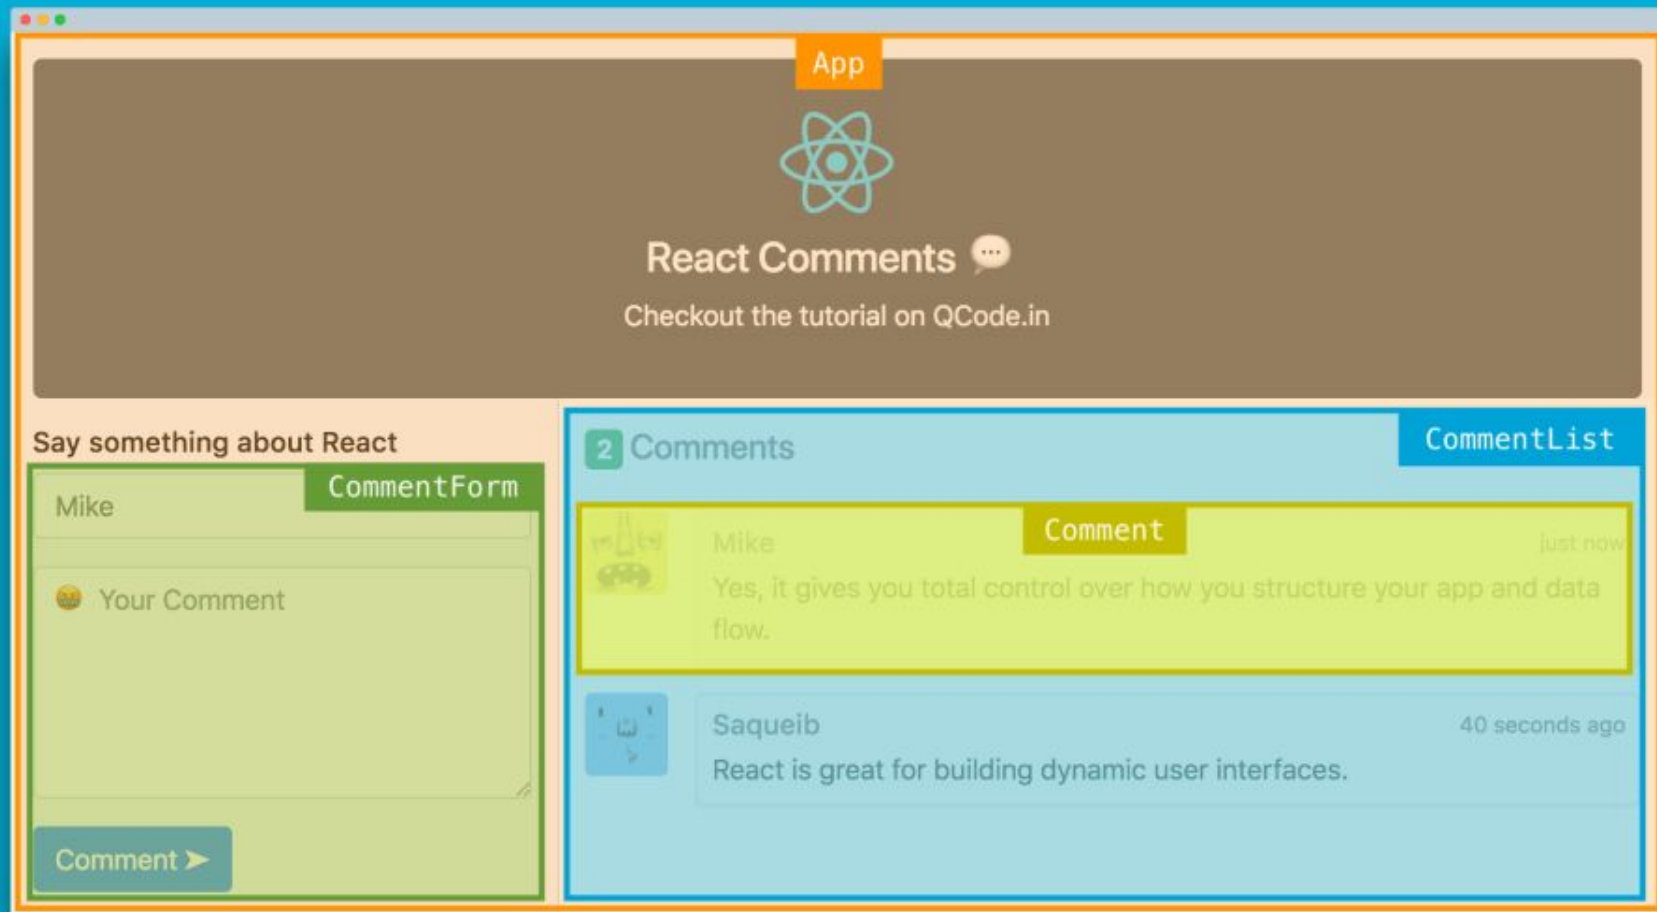 App
React Comments 💬
Checkout the tutorial on QCode.in
Say something about React
CommentForm
Mike
😁 Your Comment
Comment ➤
2 Comments
CommentList
Comment
Mike
just now
Yes, it gives you total control over how you structure your app and data
flow.
Saqueib
40 seconds ago
React is great for building dynamic user interfaces.